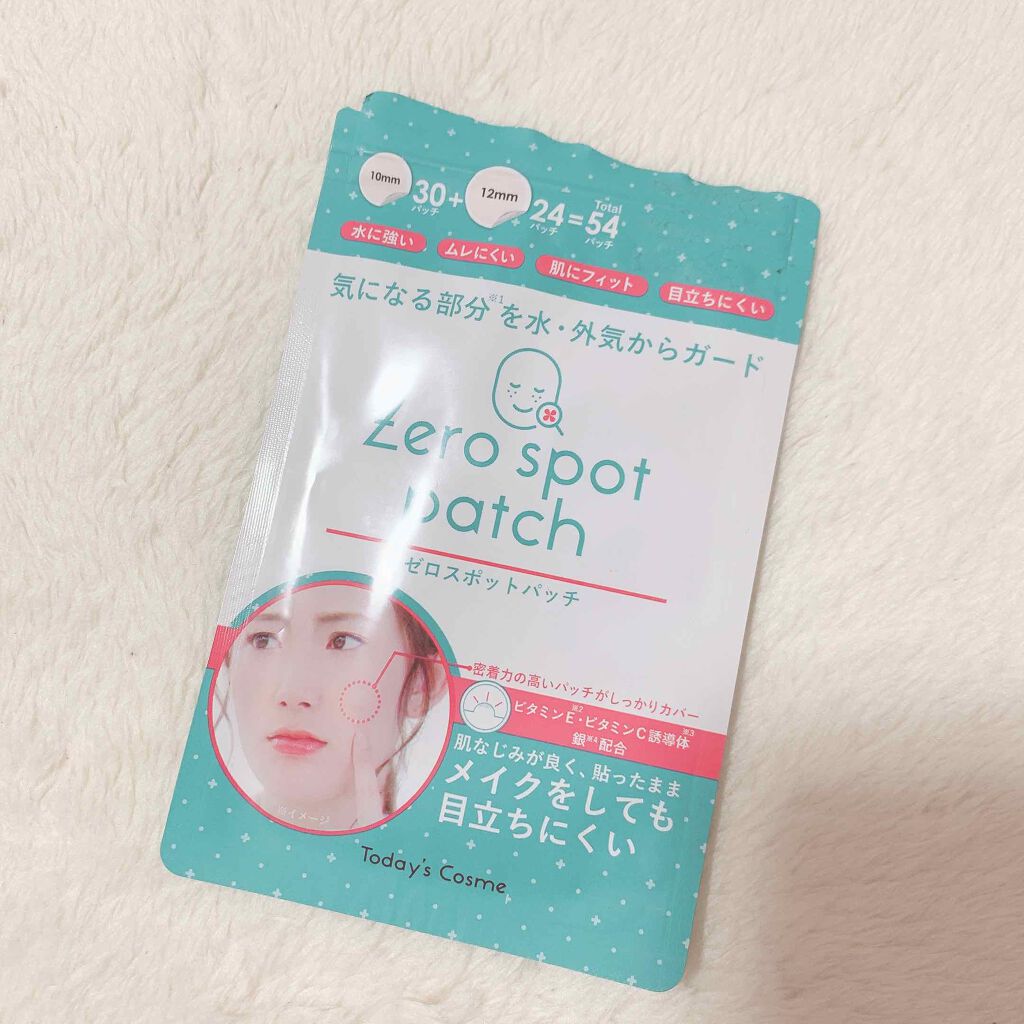 10mm 30パッチ + 12mm 24パッチ = Total 54パッチ
水に強い ムレにくい 肌にフィット 目立ちにくい
気になる部分※1を水・外気からガード
Zero spot
patch
ゼロスポットパッチ
密着力の高いパッチがしっかりカバー
ビタミンE※2・ビタミンC誘導体※3
銀※4配合
肌なじみが良く、貼ったまま
メイクをしても
目立ちにくい
※イメージ
Today's Cosme